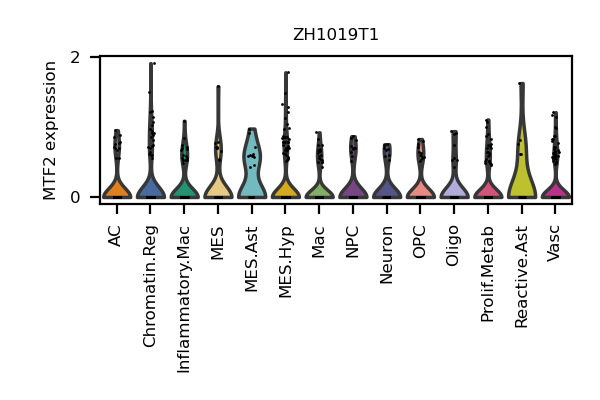 ZH1019T1
MTF2 expression
2
0
AC
Chromatin.Reg
Inflammatory.Mac
MES
MES.Ast
MES.Hyp
Mac
NPC
Neuron
OPC
Oligo
Prolif.Metab
Reactive.Ast
Vasc